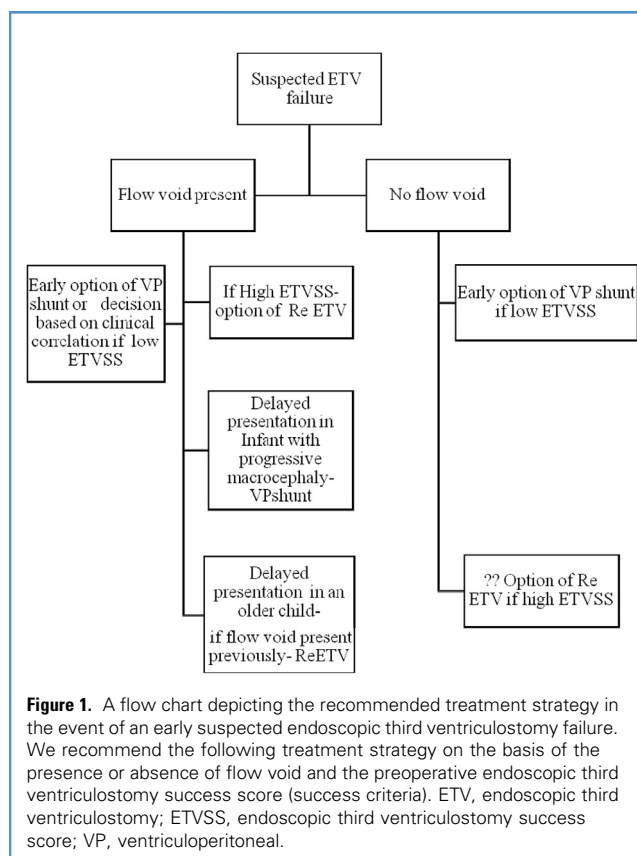 Suspected ETV
failure
Flow void present
No flow void
Early option of VP
shunt or decision
based on clinical
correlation if low
ETVSS
If High ETVSS-
option of Re ETV
Early option of VP shunt
if low ETVSS
Delayed
presentation in
Infant with
progressive
macrocephaly-
VPshunt
Delayed
presentation in an
older child-
if flow void present
previously- ReETV
?? Option of Re
ETV if high ETVSS
Figure 1. A flow chart depicting the recommended treatment strategy in
the event of an early suspected endoscopic third ventriculostomy failure.
We recommend the following treatment strategy on the basis of the
presence or absence of flow void and the preoperative endoscopic third
ventriculostomy success score (success criteria). ETV, endoscopic third
ventriculostomy; ETVSS, endoscopic third ventriculostomy success
score; VP, ventriculoperitoneal.